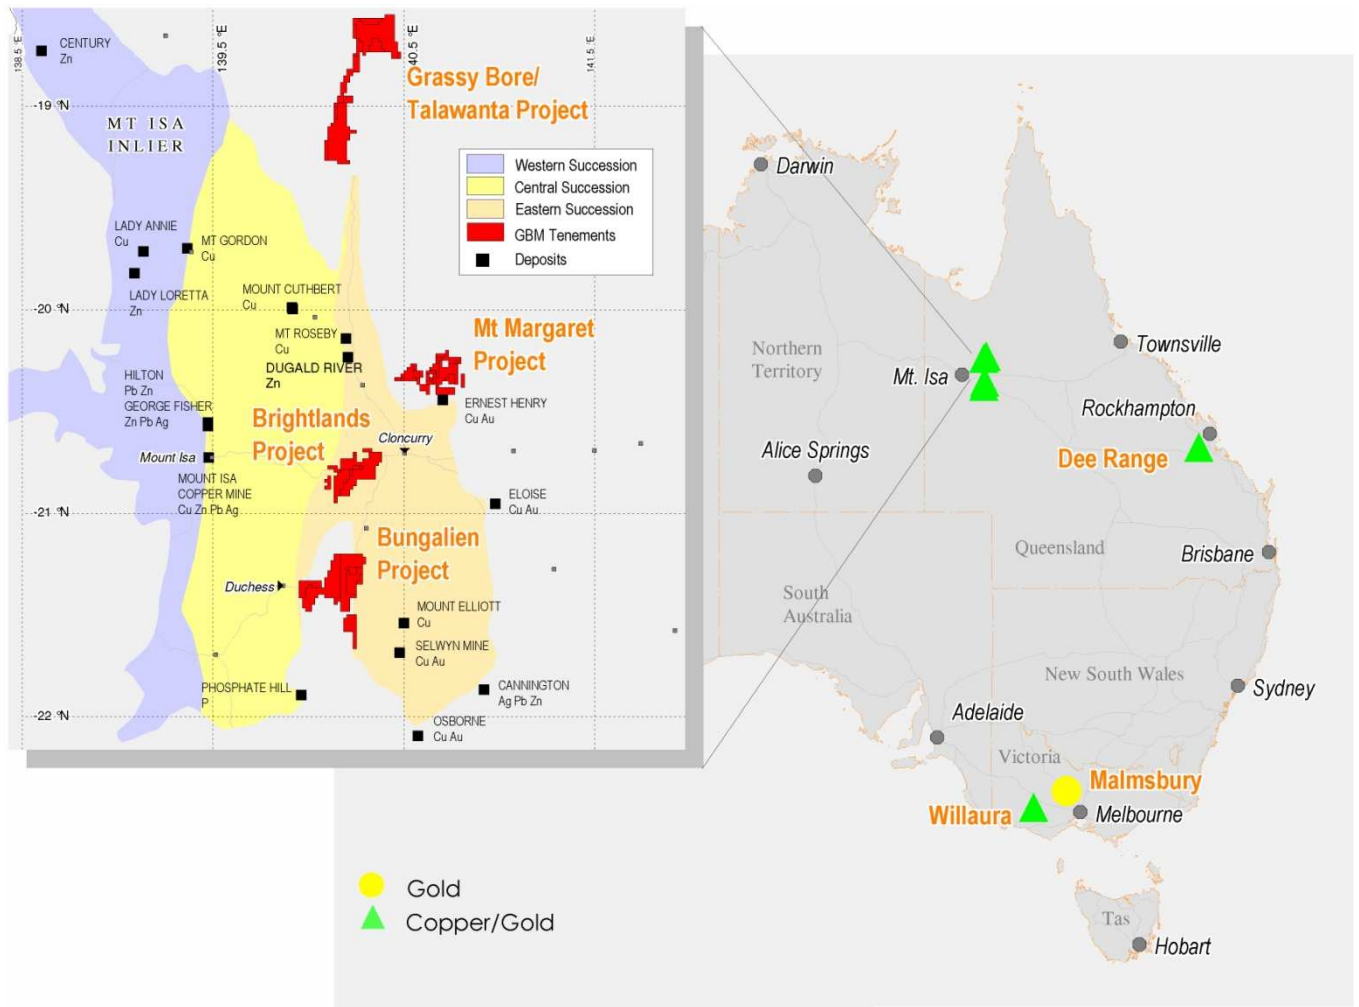 138.5 °E
139.5 °E
40.5 °E
141.5 °E
CENTURY
Zn
Grassy Bore/
Talawanta Project
-19 °N
MT ISA
INLIER
Western Succession
Central Succession
Eastern Succession
GBM Tenements
Deposits
LADY ANNIE
Cu
MT GORDON
Cu
LADY LORETTA
Zn
MOUNT CUTHBERT
Cu
-20 °N
MT ROSEBY
Cu
DUGALD RIVER
Zn
Mt Margaret
Project
HILTON
Pb Zn
GEORGE FISHER
Zn Pb Ag
ERNEST HENRY
Cu Au
Brightlands
Project
Cloncurry
Mount Isa
MOUNT ISA
COPPER MINE
Cu Zn Pb Ag
ELOISE
Cu Au
-21 °N
Bungalien
Project
Duchess
MOUNT ELLIOTT
Cu
SELWYN MINE
Cu Au
PHOSPHATE HILL
P
CANNINGTON
Ag Pb Zn
-22 °N
OSBORNE
Cu Au
Darwin
Northern
Territory
Townsville
Mt. Isa
Rockhampton
Alice Springs
Dee Range
Queensland
Brisbane
South
Australia
New South Wales
Sydney
Adelaide
Victoria
Malmsbury
Willaura
Melbourne
Tas
Hobart
Gold
Copper/Gold